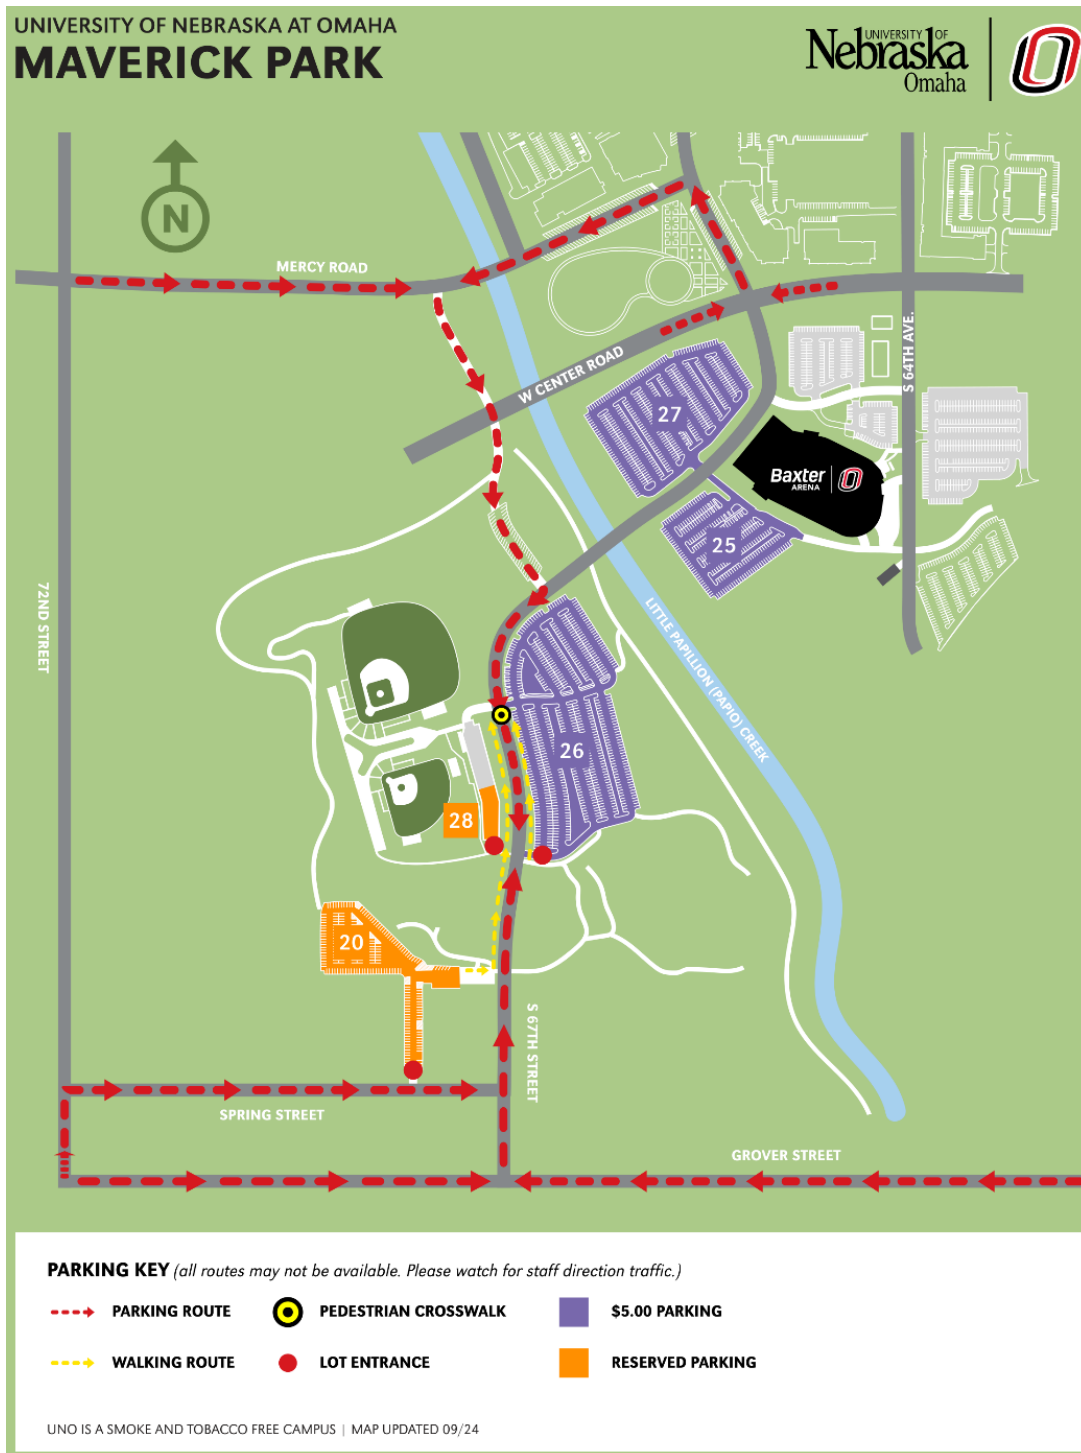 UNIVERSITY OF NEBRASKA AT OMAHA
MAVERICK PARK
UNIVERSITY OF
Nebraska
Omaha
O
N
MERCY ROAD
W CENTER ROAD
S 64TH AVE.
27
Baxter
ARENA
O
25
72ND STREET
LITTLE PAPILLION (PAPIO) CREEK
26
28
20
S 67TH STREET
SPRING STREET
GROVER STREET
PARKING KEY (all routes may not be available. Please watch for staff direction traffic.)
PARKING ROUTE
PEDESTRIAN CROSSWALK
$5.00 PARKING
WALKING ROUTE
LOT ENTRANCE
RESERVED PARKING
UNO IS A SMOKE AND TOBACCO FREE CAMPUS | MAP UPDATED 09/24